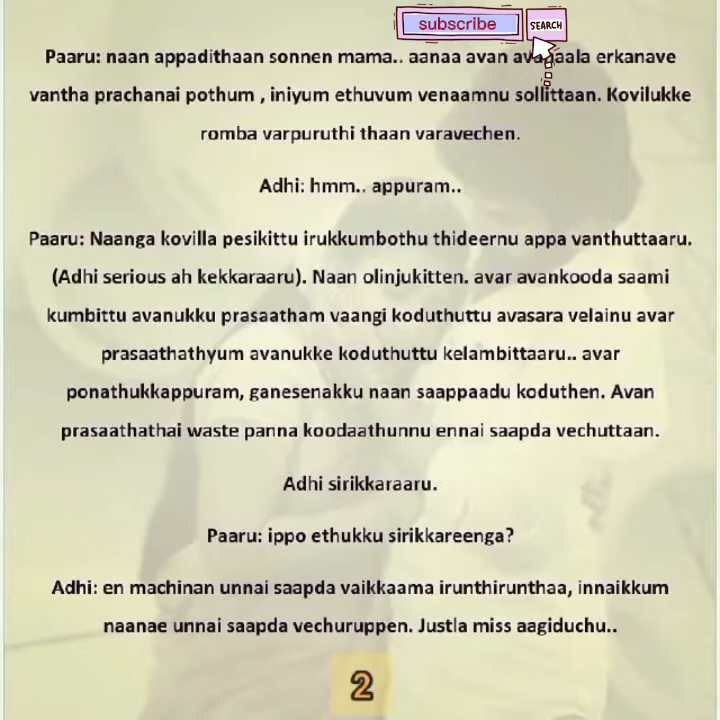 subscribe
SEARCH
Paaru: naan appadithaan sonnen mama.. aanaa avan erkanave
vantha prachanai pothum , iniyum ethuvum venaamnu sollittaan. Kovilukke
romba varpuruthi thaan varavechen.
Adhi: hmm.. appuram..
Paaru: Naanga kovilla pesikittu irukkumbothu thideernu appa vanthuttaaru.
(Adhi serious ah kekkaraaru). Naan olinjukitten. avar avankooda saami
kumbittu avanukku prasaatham vaangi koduthuttu avasara velainu avar
prasaathathyum avanukke koduthuttu kelambittaaru.. avar
ponathukkappuram, ganesenakku naan saappaadu koduthen. Avan
prasaathathai waste panna koodaathunnu ennai saapda vechuttaan.
Adhi sirikkaraaru.
Paaru: ippo ethukku sirikkareenga?
Adhi: en machinan unnai saapda vaikkaama irunthirunthaa, innaikkum
naanae unnai saapda vechuruppen. Justla miss aagiduchu..
2